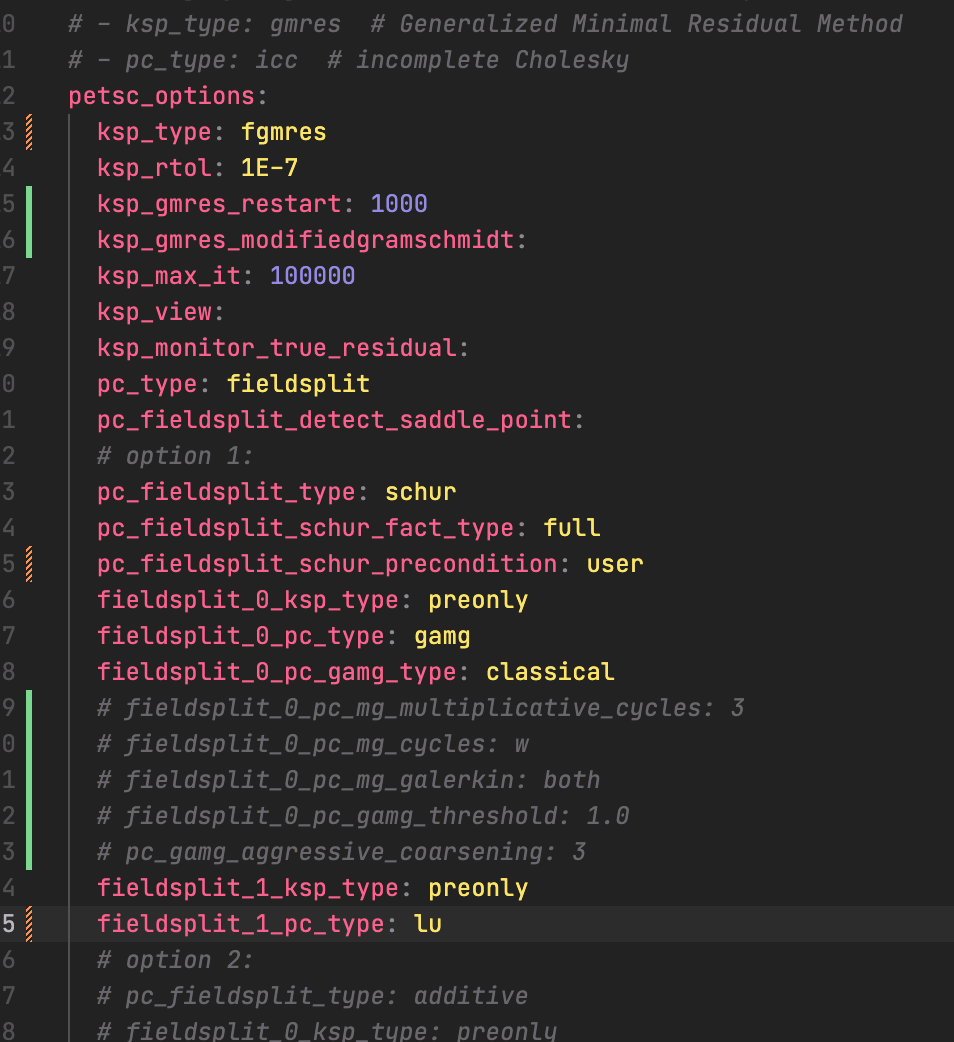 0 # - ksp_type: gmres  # Generalized Minimal Residual Method
1 # - pc_type: icc  # incomplete Cholesky
2 petsc_options:
3   ksp_type: fgmres
4   ksp_rtol: 1E-7
5   ksp_gmres_restart: 1000
6   ksp_gmres_modifiedgramschmidt:
7   ksp_max_it: 100000
8   ksp_view:
9   ksp_monitor_true_residual:
0   pc_type: fieldsplit
1   pc_fieldsplit_detect_saddle_point:
2   # option 1:
3   pc_fieldsplit_type: schur
4   pc_fieldsplit_schur_fact_type: full
5   pc_fieldsplit_schur_precondition: user
6   fieldsplit_0_ksp_type: preonly
7   fieldsplit_0_pc_type: gamg
8   fieldsplit_0_pc_gamg_type: classical
9   # fieldsplit_0_pc_mg_multiplicative_cycles: 3
0   # fieldsplit_0_pc_mg_cycles: w
1   # fieldsplit_0_pc_mg_galerkin: both
2   # fieldsplit_0_pc_gamg_threshold: 1.0
3   # pc_gamg_aggressive_coarsening: 3
4   fieldsplit_1_ksp_type: preonly
5   fieldsplit_1_pc_type: lu
6   # option 2:
7   # pc_fieldsplit_type: additive
8   # fieldsplit_0_ksp_type: preonly